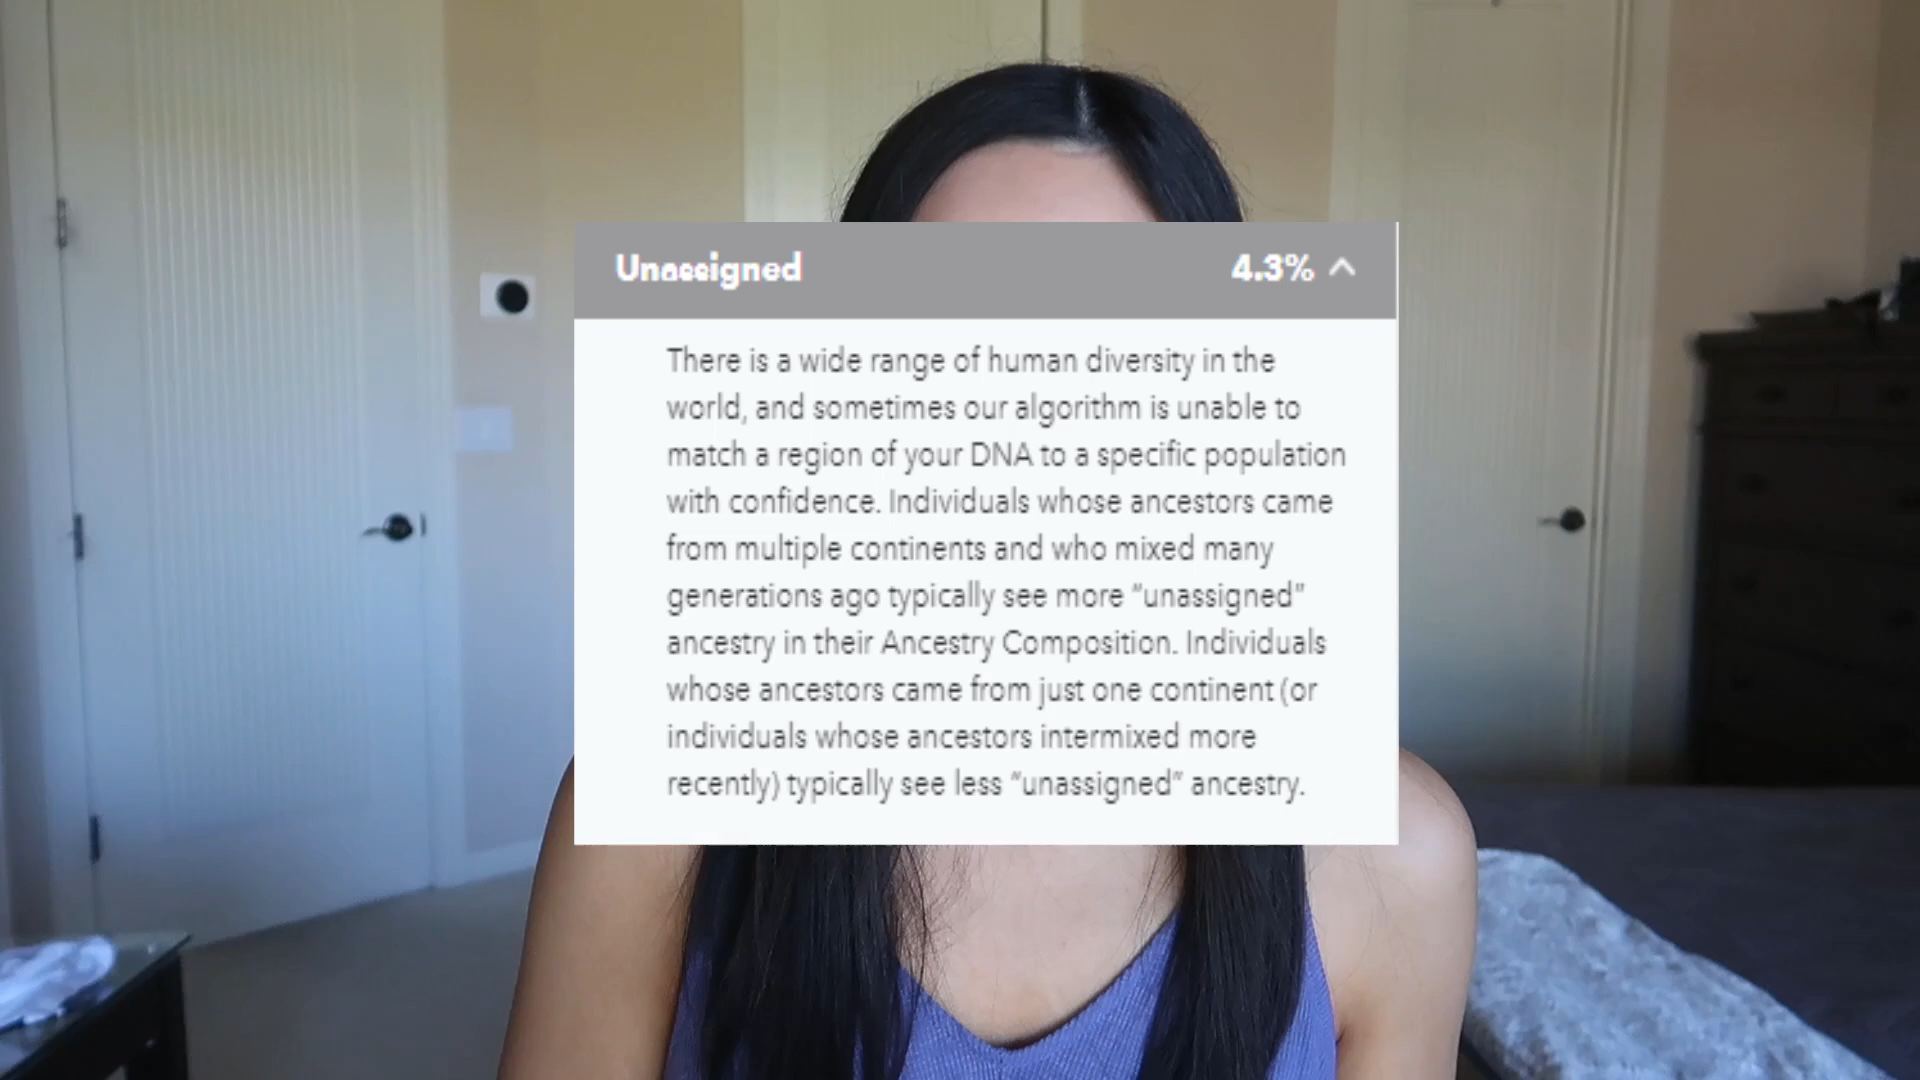 Unassigned 4.3%
There is a wide range of human diversity in the
world, and sometimes our algorithm is unable to
match a region of your DNA to a specific population
with confidence. Individuals whose ancestors came
from multiple continents and who mixed many
generations ago typically see more “unassigned”
ancestry in their Ancestry Composition. Individuals
whose ancestors came from just one continent (or
individuals whose ancestors intermixed more
recently) typically see less “unassigned” ancestry.